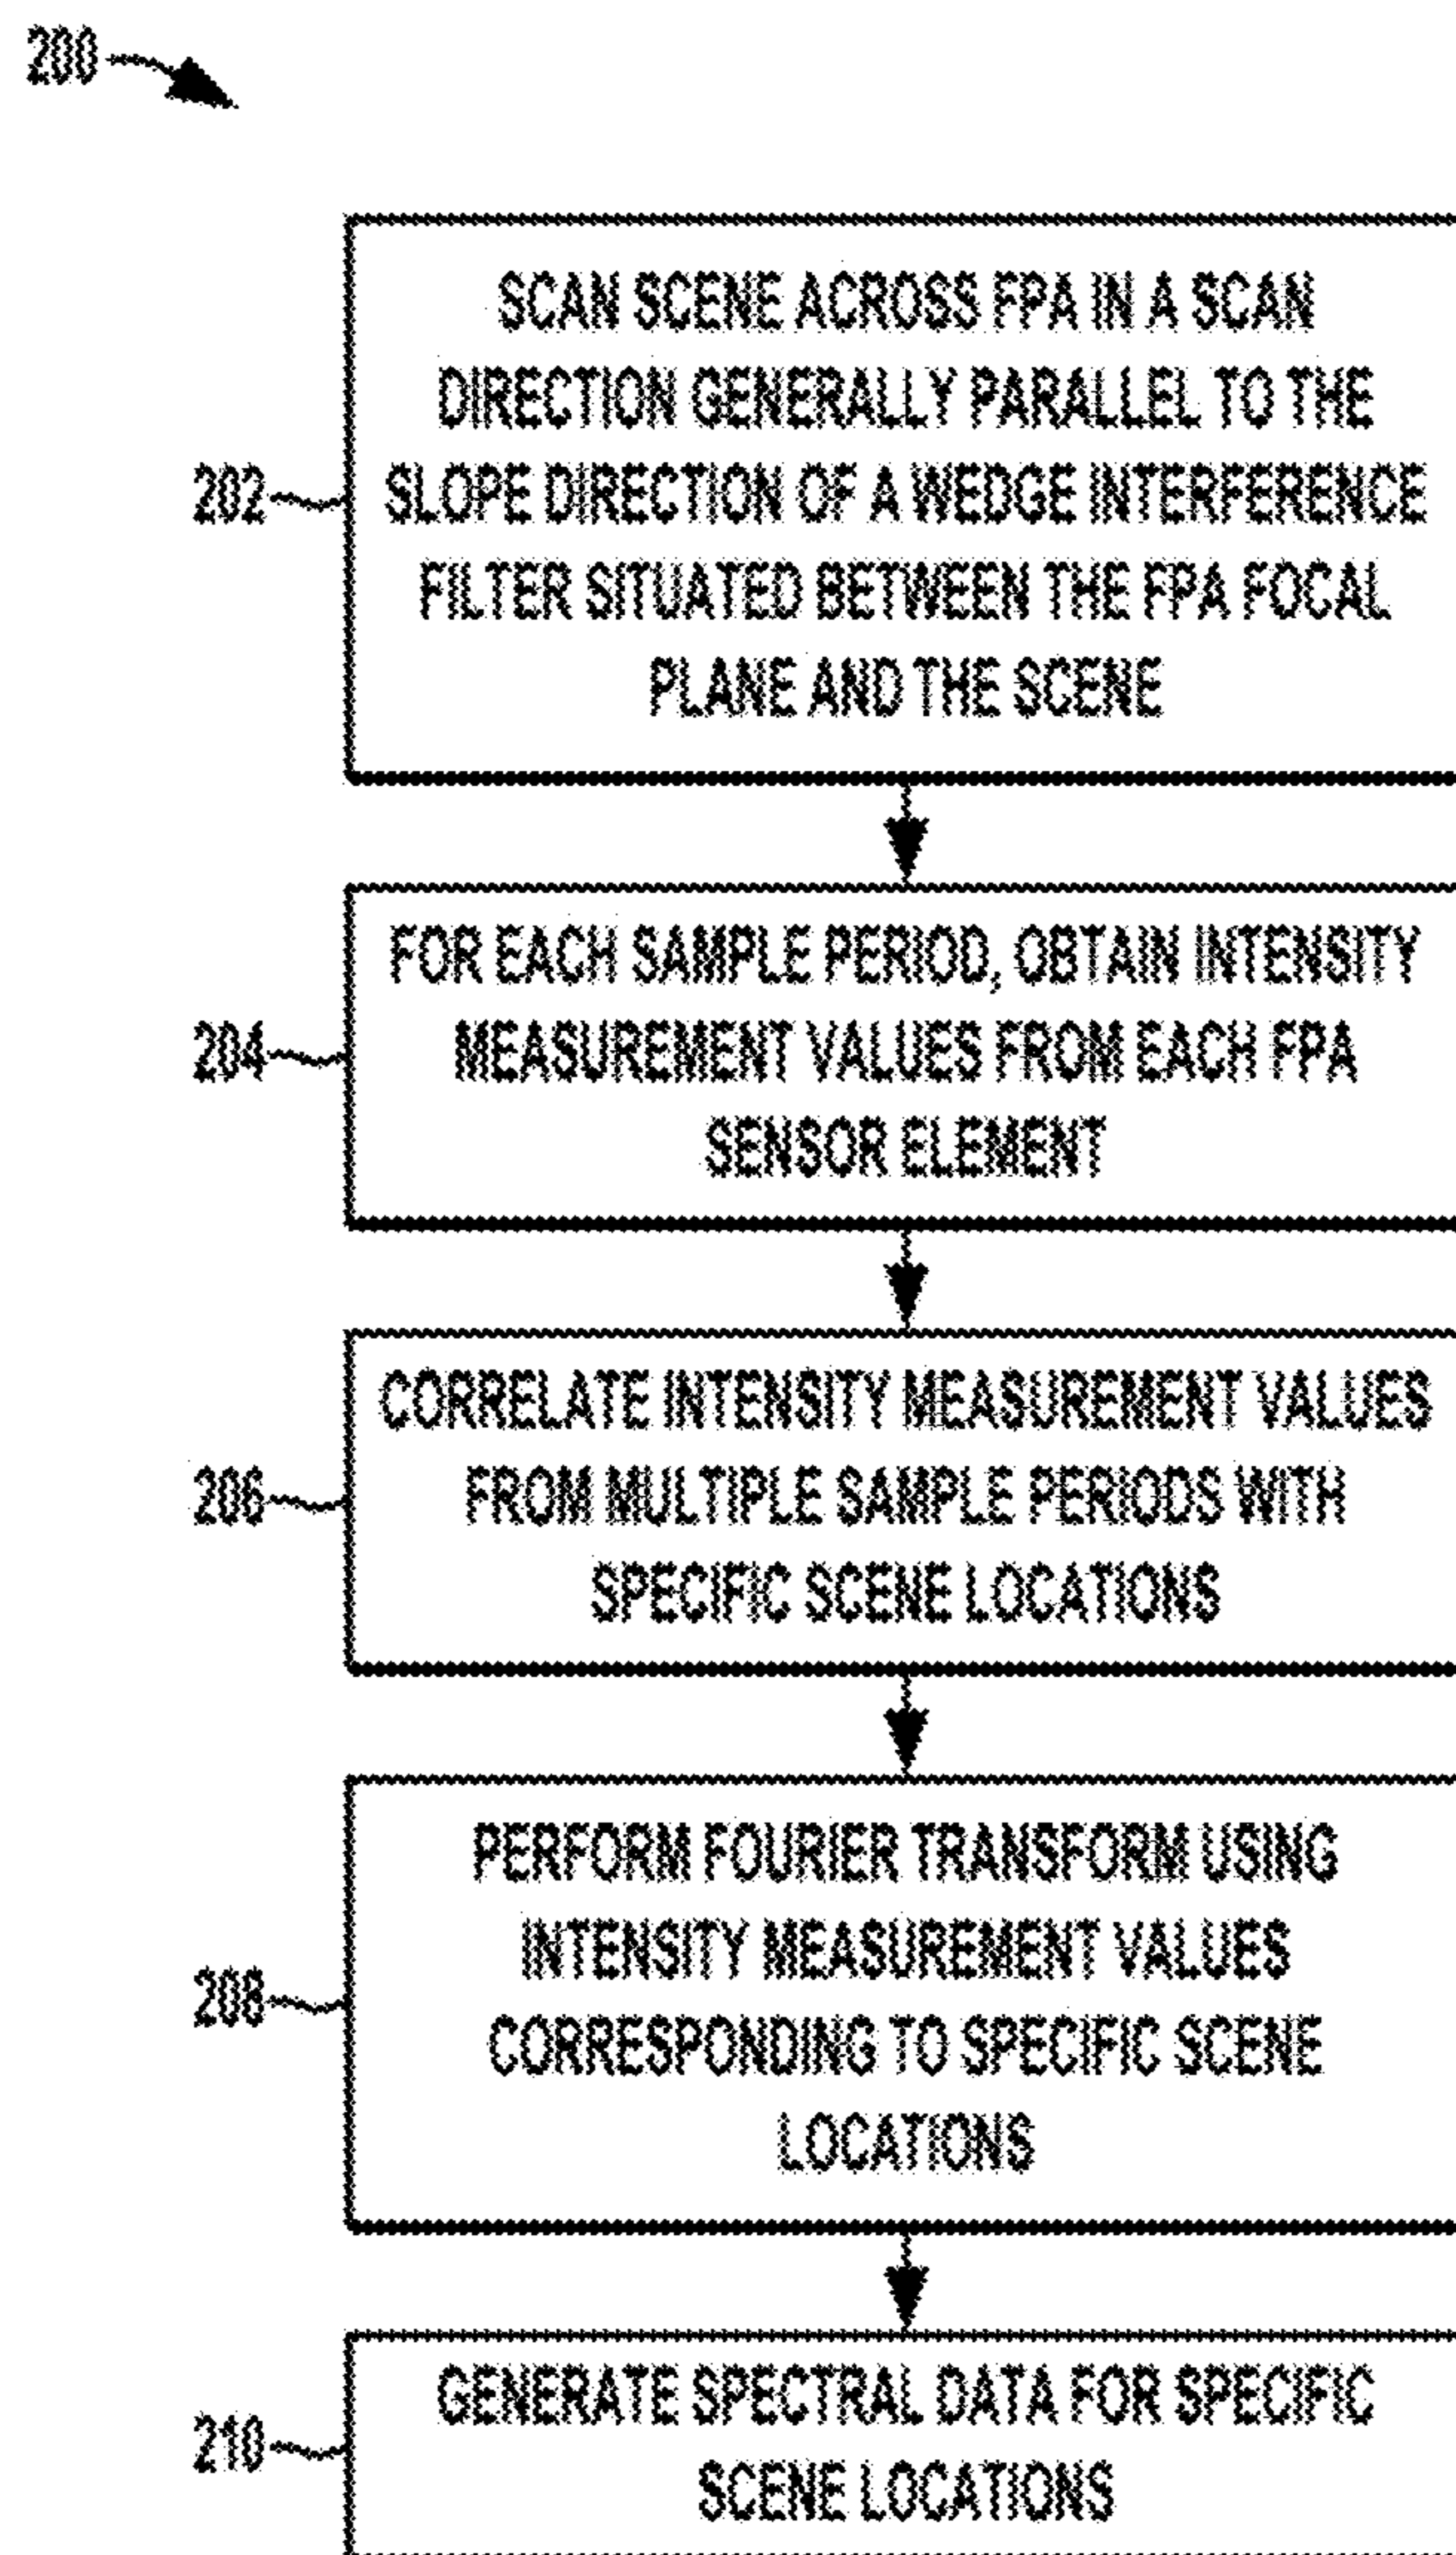 200
SCAN SCENE ACROSS FPA IN A SCAN
DIRECTION GENERALLY PARALLEL TO THE
202
SLOPE DIRECTION OF A WEDGE INTERFERENCE
FILTER SITUATED BETWEEN THE FPA FOCAL
PLANE AND THE SCENE
FOR EACH SAMPLE PERIOD, OBTAIN INTENSITY
204
MEASUREMENT VALUES FROM EACH FPA
SENSOR ELEMENT
CORRELATE INTENSITY MEASUREMENT VALUES
206
FROM MULTIPLE SAMPLE PERIODS WITH
SPECIFIC SCENE LOCATIONS
PERFORM FOURIER TRANSFORM USING
INTENSITY MEASUREMENT VALUES
208
CORRESPONDING TO SPECIFIC SCENE
LOCATIONS
GENERATE SPECTRAL DATA FOR SPECIFIC
210
SCENE LOCATIONS